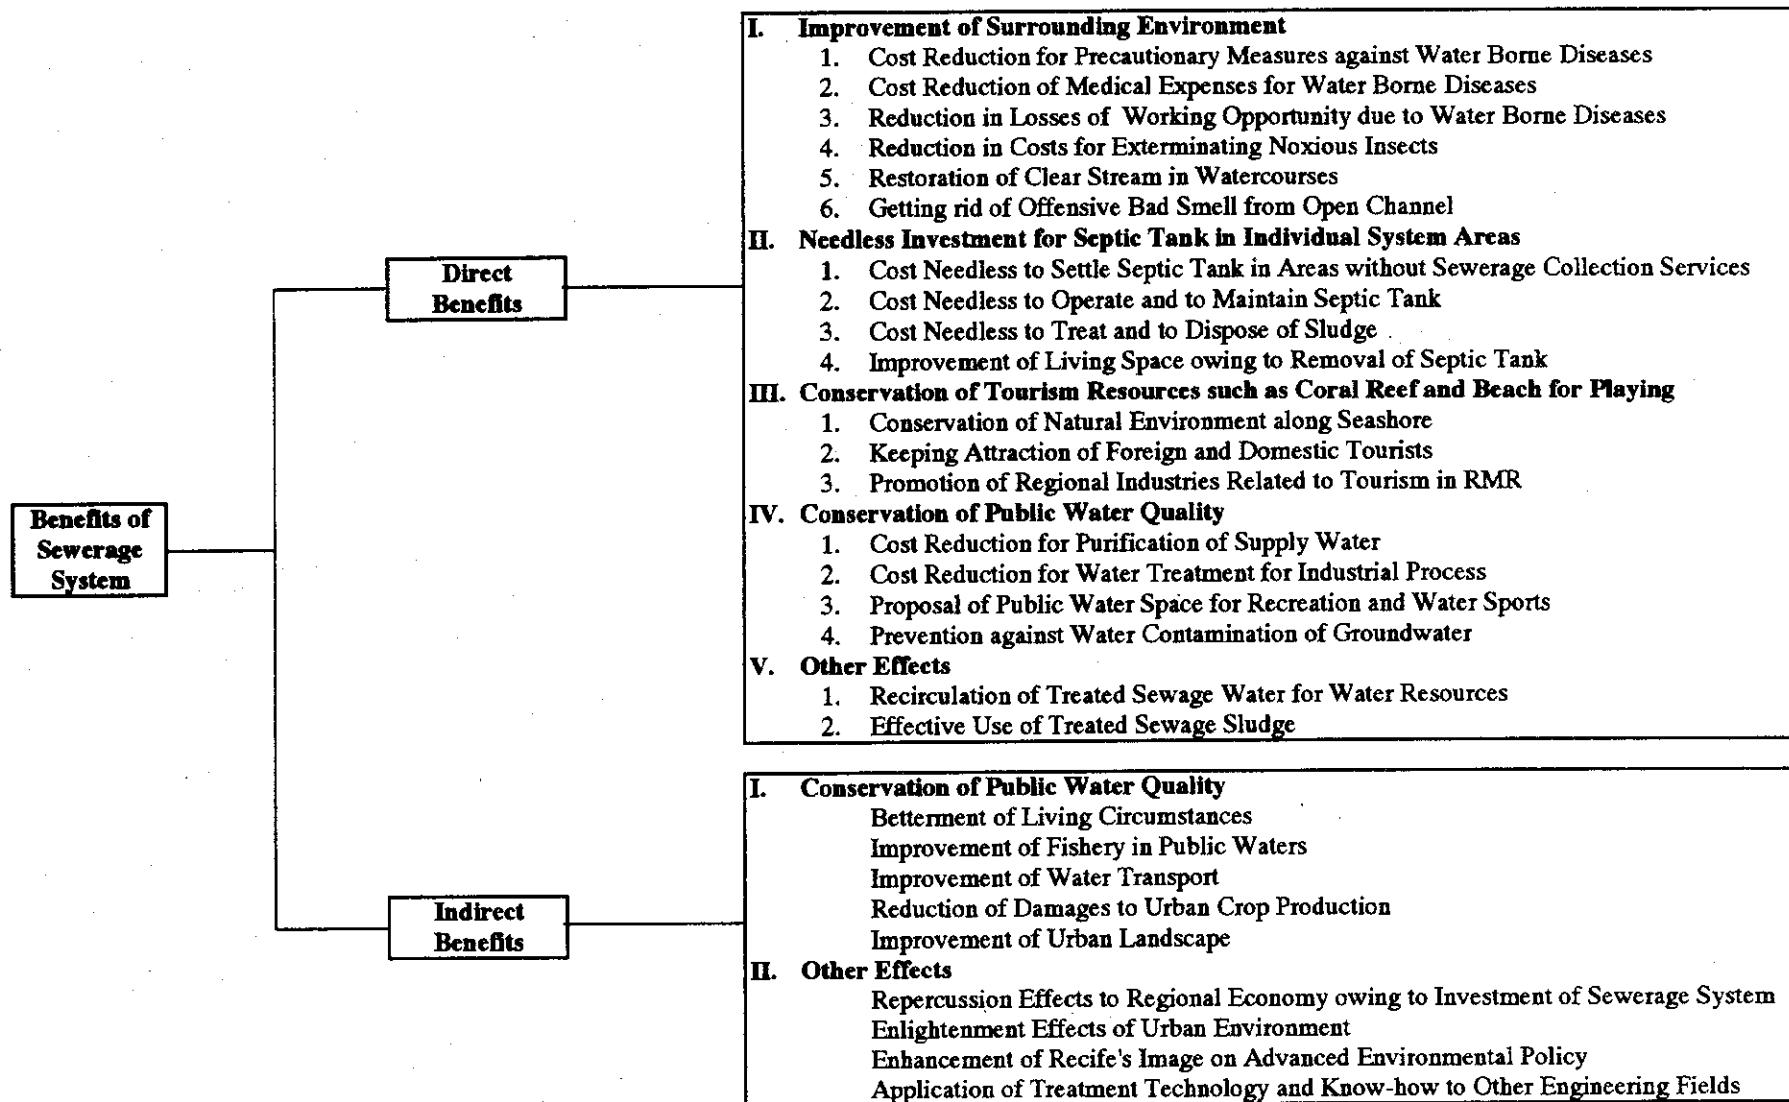 Benefits of
Sewerage
System
Direct
Benefits
I. Improvement of Surrounding Environment
1. Cost Reduction for Precautionary Measures against Water Borne Diseases
2. Cost Reduction of Medical Expenses for Water Borne Diseases
3. Reduction in Losses of Working Opportunity due to Water Borne Diseases
4. Reduction in Costs for Exterminating Noxious Insects
5. Restoration of Clear Stream in Watercourses
6. Getting rid of Offensive Bad Smell from Open Channel
II. Needless Investment for Septic Tank in Individual System Areas
1. Cost Needless to Settle Septic Tank in Areas without Sewerage Collection Services
2. Cost Needless to Operate and to Maintain Septic Tank
3. Cost Needless to Treat and to Dispose of Sludge
4. Improvement of Living Space owing to Removal of Septic Tank
III. Conservation of Tourism Resources such as Coral Reef and Beach for Playing
1. Conservation of Natural Environment along Seashore
2. Keeping Attraction of Foreign and Domestic Tourists
3. Promotion of Regional Industries Related to Tourism in RMR
IV. Conservation of Public Water Quality
1. Cost Reduction for Purification of Supply Water
2. Cost Reduction for Water Treatment for Industrial Process
3. Proposal of Public Water Space for Recreation and Water Sports
4. Prevention against Water Contamination of Groundwater
V. Other Effects
1. Recirculation of Treated Sewage Water for Water Resources
2. Effective Use of Treated Sewage Sludge
Indirect
Benefits
I. Conservation of Public Water Quality
Betterment of Living Circumstances
Improvement of Fishery in Public Waters
Improvement of Water Transport
Reduction of Damages to Urban Crop Production
Improvement of Urban Landscape
II. Other Effects
Repercussion Effects to Regional Economy owing to Investment of Sewerage System
Enlightenment Effects of Urban Environment
Enhancement of Recife's Image on Advanced Environmental Policy
Application of Treatment Technology and Know-how to Other Engineering Fields